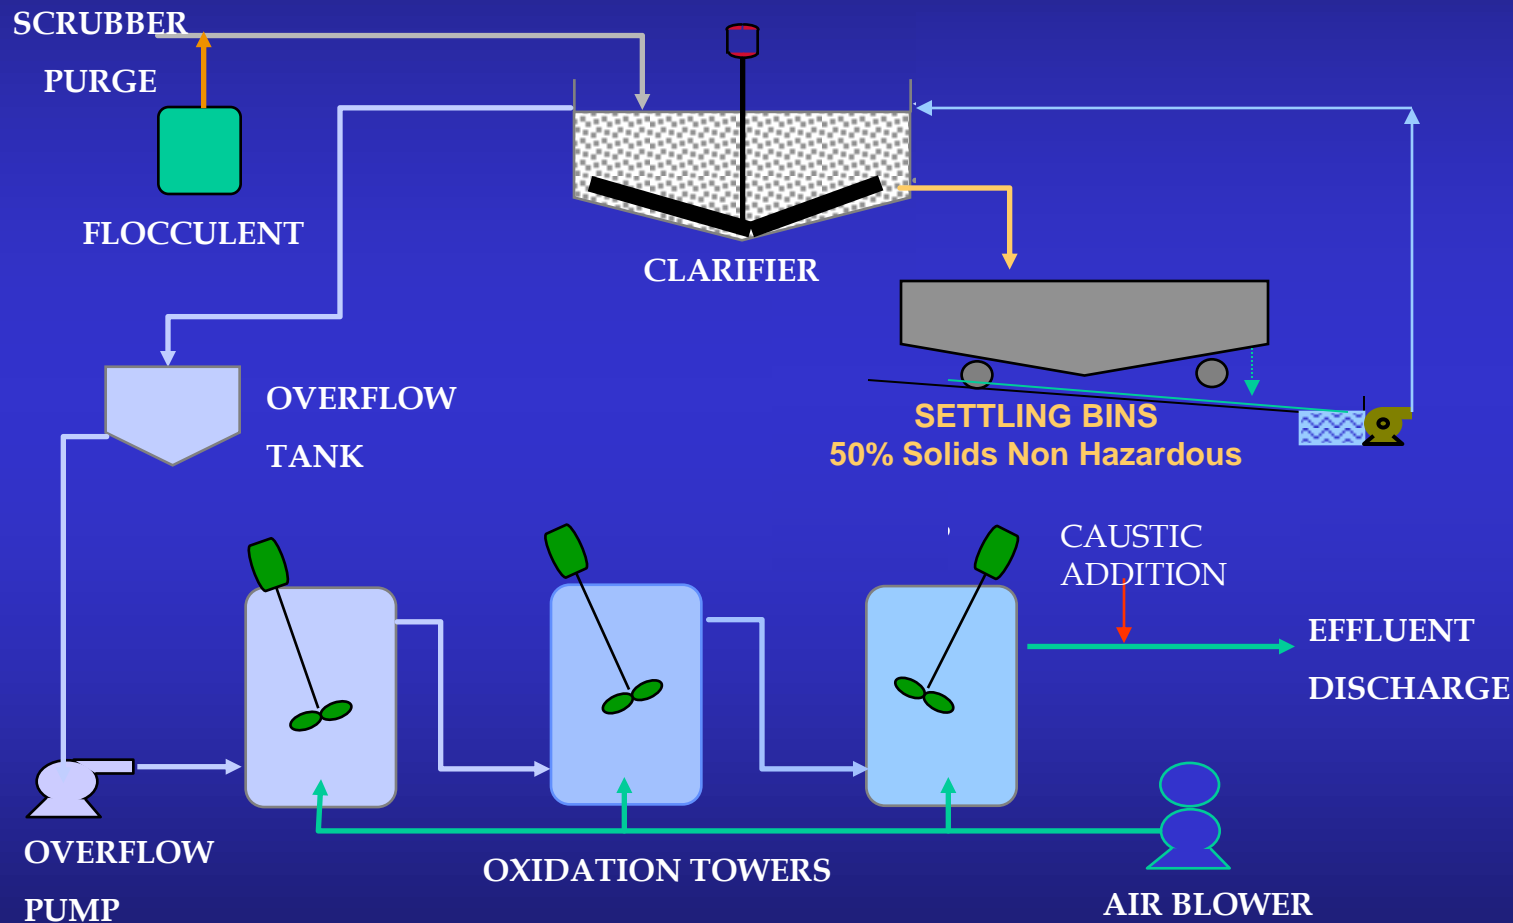 SCRUBBER
PURGE
FLOCCULENT
CLARIFIER
OVERFLOW
TANK
SETTLING BINS
50% Solids Non Hazardous
CAUSTIC
ADDITION
EFFLUENT
DISCHARGE
OVERFLOW
PUMP
OXIDATION TOWERS
AIR BLOWER